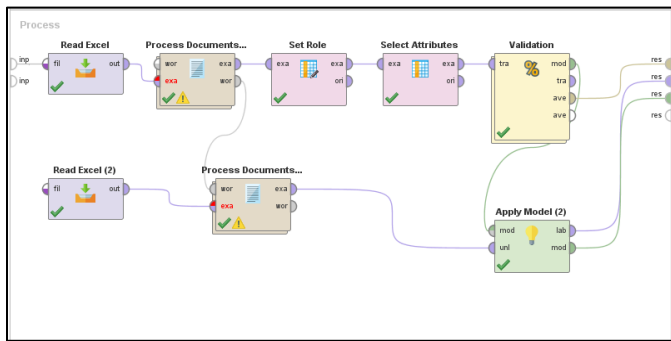 Process
inp
inp
Read Excel
fil
out
Process Documents...
wor
exa
exa
wor
Set Role
exa
exa
ori
Select Attributes
exa
exa
ori
Validation
tra
mod
tra
ave
ave
res
res
res
res
Read Excel (2)
fil
out
Process Documents...
wor
exa
exa
wor
Apply Model (2)
mod
lab
unl
mod